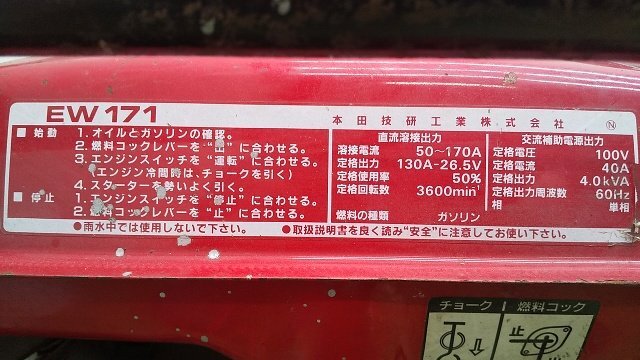 EW171 本田技研工業株式会社 Ⓝ
■始動 1. オイルとガソリンの確認。
2. 燃料コックレバーを“出”に合わせる。
3. エンジンスイッチを“運転”に合わせる。
(エンジン冷間時は、チョークを引く)
4. スターターを勢いよく引く。
■停止 1. エンジンスイッチを“停止”に合わせる。
2. 燃料コックレバーを“止”に合わせる。
直流溶接出力
溶接電流 50~170A
定格出力 130A-26.5V
定格使用率 50%
定格回転数 3600min¹
燃料の種類 ガソリン
交流補助電源出力
定格電圧 100V
定格電流 40A
定格出力 4.0kVA
定格出力周波数 60Hz
相 単相
●雨水中では使用しないで下さい。 ●取扱説明書を良く読み“安全”に注意してお使い下さい。
チョーク 燃料コック
止